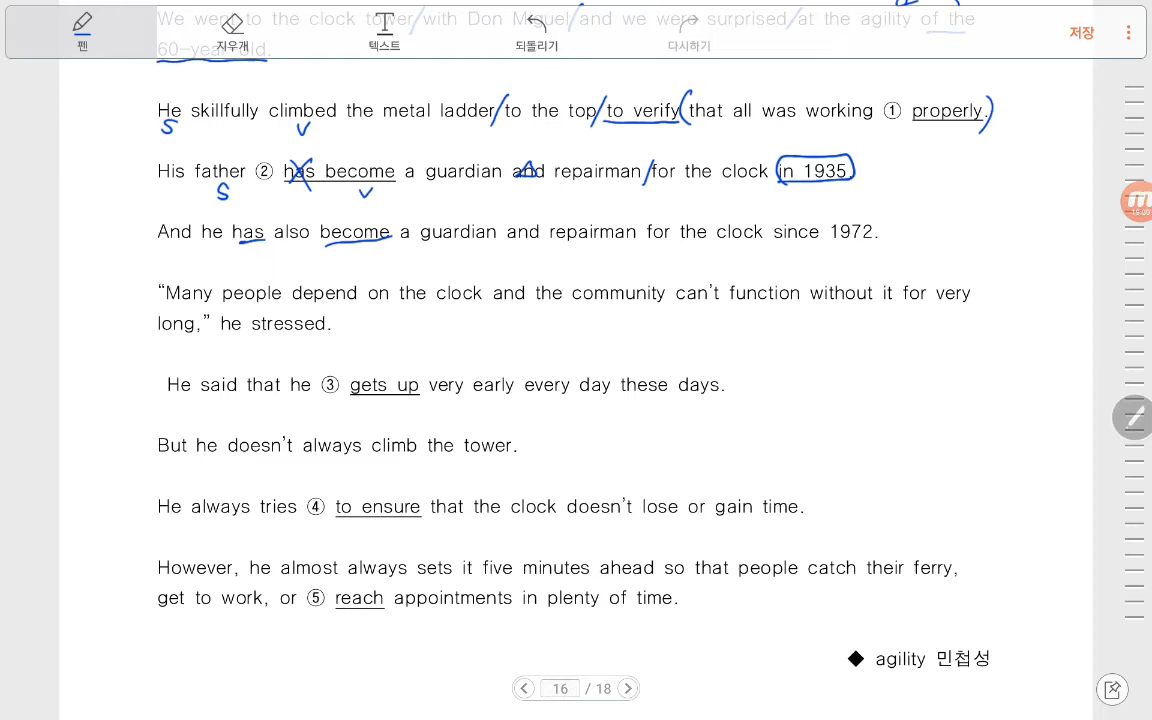 We went to the clock tower with Don Miguel and we were surprised at the agility of the
펜 지우개 텍스트 되돌리기 다시하기 저장
60-year-old.
He skillfully climbed the metal ladder to the top to verify that all was working ① properly.
S V
His father ② has become a guardian and repairman for the clock in 1935.
S V
And he has also become a guardian and repairman for the clock since 1972.
“Many people depend on the clock and the community can’t function without it for very
long,” he stressed.
He said that he ③ gets up very early every day these days.
But he doesn’t always climb the tower.
He always tries ④ to ensure that the clock doesn’t lose or gain time.
However, he almost always sets it five minutes ahead so that people catch their ferry,
get to work, or ⑤ reach appointments in plenty of time.
◆ agility 민첩성
16 / 18
19:00